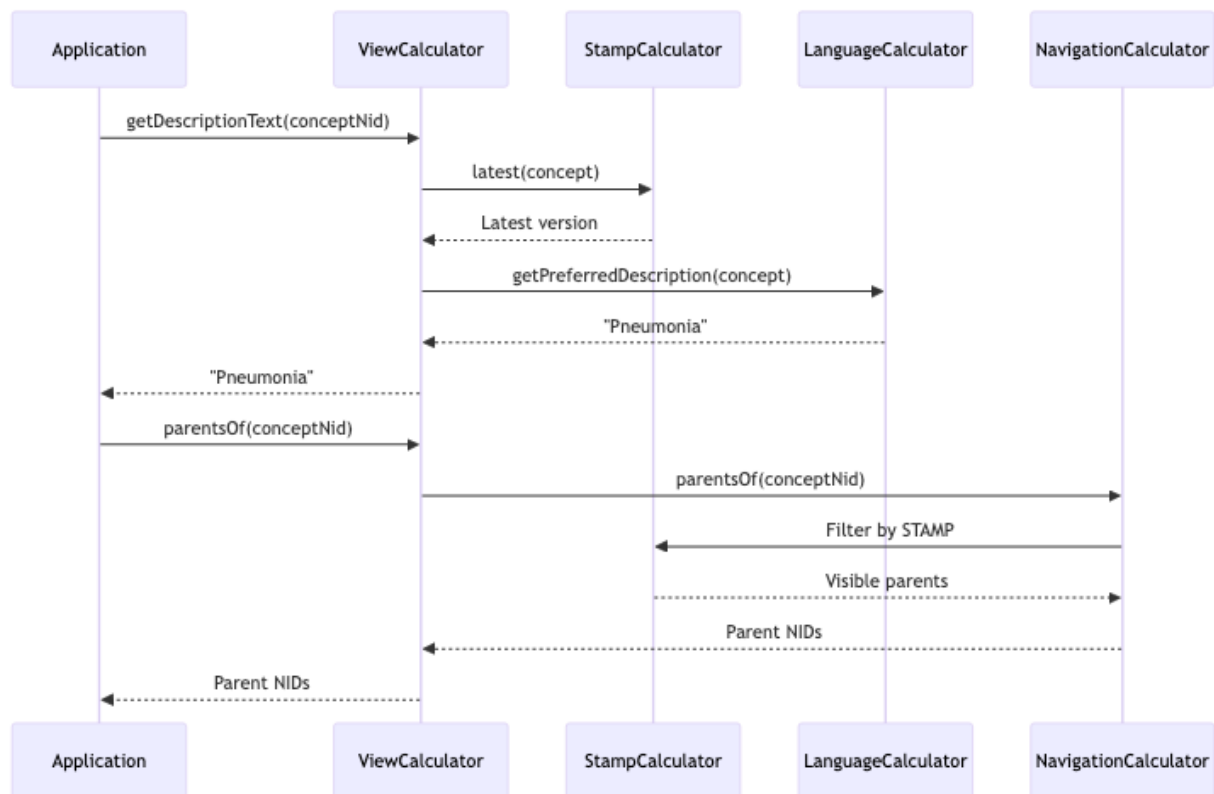 Application
ViewCalculator
StampCalculator
LanguageCalculator
NavigationCalculator
getDescriptionText(conceptNid)
latest(concept)
Latest version
getPreferredDescription(concept)
"Pneumonia"
"Pneumonia"
parentsOf(conceptNid)
parentsOf(conceptNid)
Filter by STAMP
Visible parents
Parent NIDs
Parent NIDs
Application
ViewCalculator
StampCalculator
LanguageCalculator
NavigationCalculator